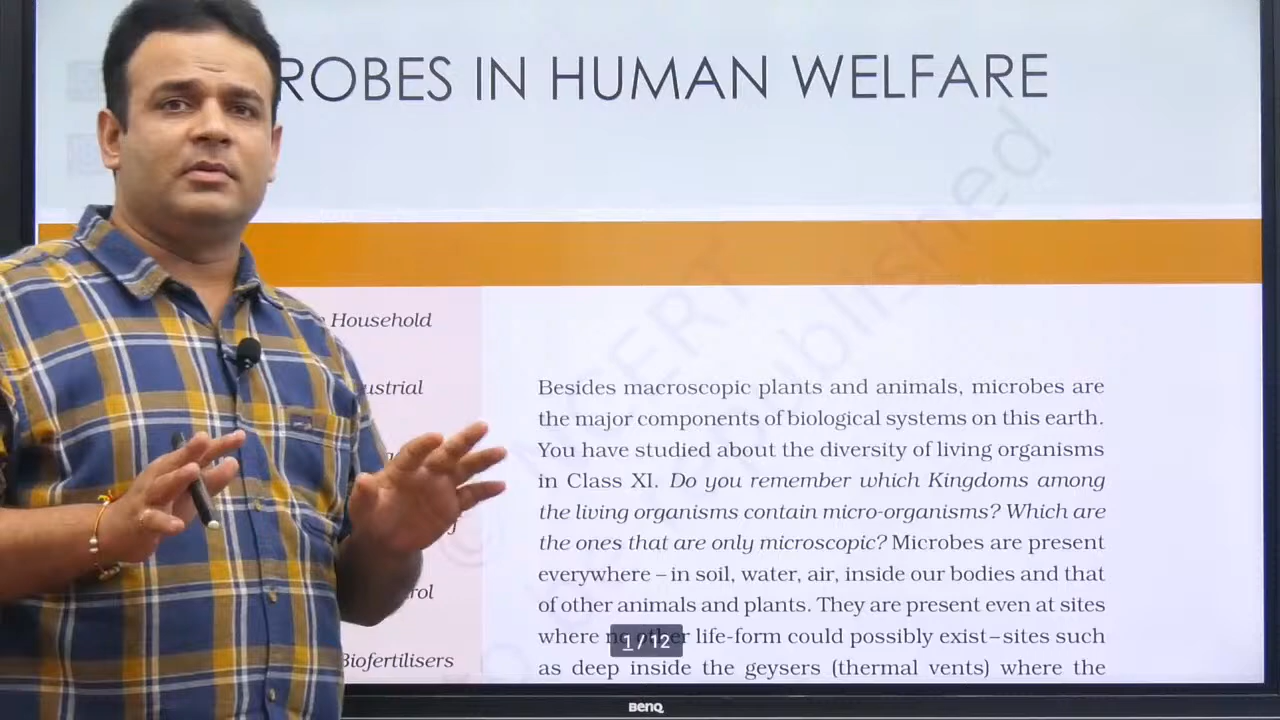 ROBES IN HUMAN WELFARE
Household
ustrial
rol
Biofertilisers
Besides macroscopic plants and animals, microbes are
the major components of biological systems on this earth.
You have studied about the diversity of living organisms
in Class XI. Do you remember which Kingdoms among
the living organisms contain micro-organisms? Which are
the ones that are only microscopic? Microbes are present
everywhere – in soil, water, air, inside our bodies and that
of other animals and plants. They are present even at sites
where no other life-form could possibly exist–sites such
as deep inside the geysers (thermal vents) where the
1 / 12
© NCERT
published
BenQ